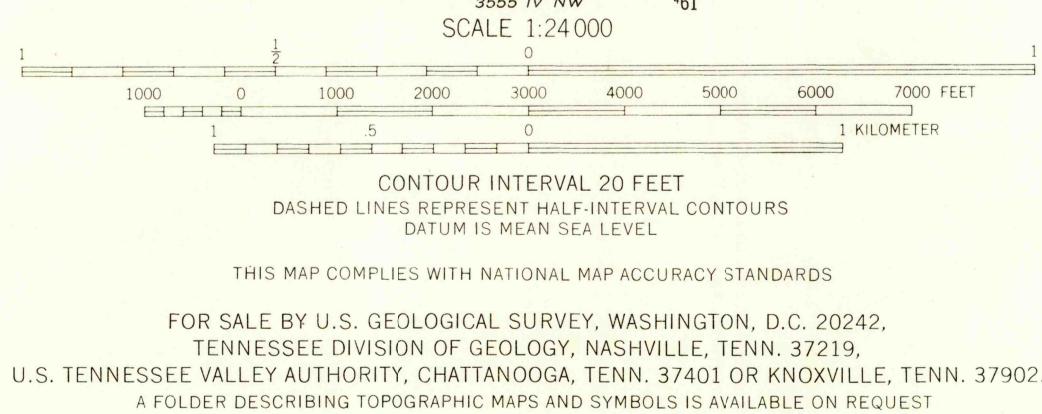 3555 IV NW ⁴61
SCALE 1:24 000
1 ½ 0 1
1000 0 1000 2000 3000 4000 5000 6000 7000 FEET
1 .5 0 1 KILOMETER
CONTOUR INTERVAL 20 FEET
DASHED LINES REPRESENT HALF-INTERVAL CONTOURS
DATUM IS MEAN SEA LEVEL
THIS MAP COMPLIES WITH NATIONAL MAP ACCURACY STANDARDS
FOR SALE BY U.S. GEOLOGICAL SURVEY, WASHINGTON, D.C. 20242,
TENNESSEE DIVISION OF GEOLOGY, NASHVILLE, TENN. 37219,
U.S. TENNESSEE VALLEY AUTHORITY, CHATTANOOGA, TENN. 37401 OR KNOXVILLE, TENN. 37902.
A FOLDER DESCRIBING TOPOGRAPHIC MAPS AND SYMBOLS IS AVAILABLE ON REQUEST